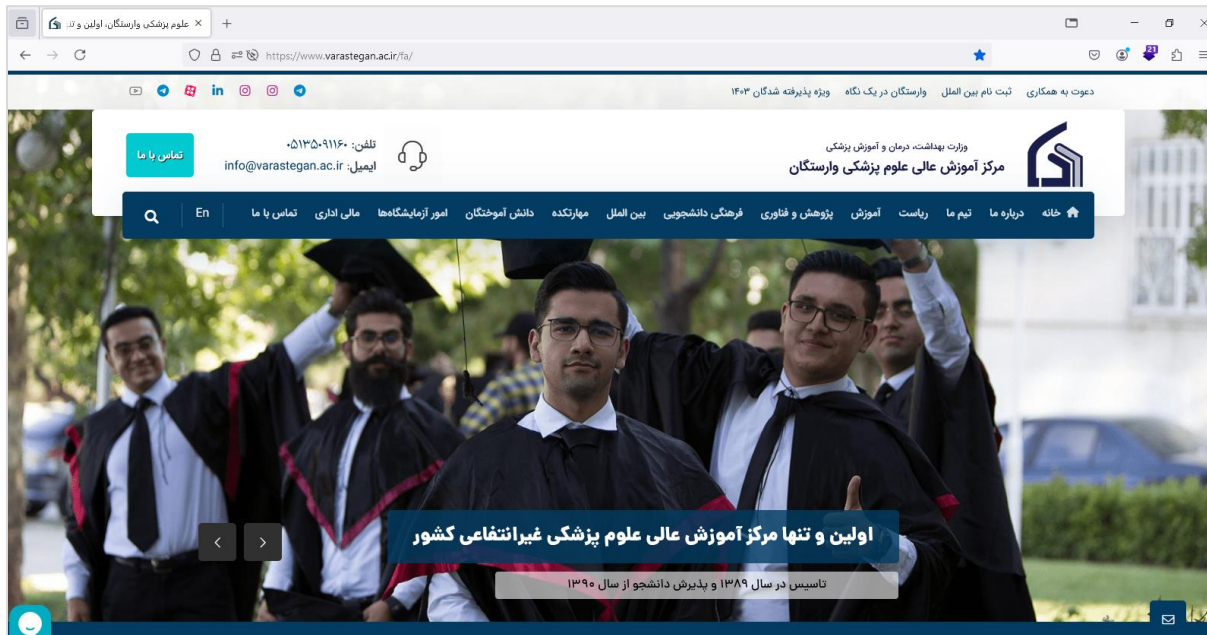 علوم پزشکی وارستگان، اولین و تن
https://www.varastegan.ac.ir/fa/
21
دعوت به همکاری ثبت نام بین الملل وارستگان در یک نگاه ویژه پذیرفته شدگان ۱۴۰۳
وزارت بهداشت، درمان و آموزش پزشکی
مرکز آموزش عالی علوم پزشکی وارستگان
تلفن: ۰۵۱۳۵۰۹۱۱۶۰
ایمیل: info@varastegan.ac.ir
تماس با ما
خانه درباره ما تیم ما ریاست آموزش پژوهش و فناوری فرهنگی دانشجویی بین الملل مهارتکده دانش آموختگان امور آزمایشگاه‌ها مالی اداری تماس با ما En
اولین و تنها مرکز آموزش عالی علوم پزشکی غیرانتفاعی کشور
تاسیس در سال ۱۳۸۹ و پذیرش دانشجو از سال ۱۳۹۰